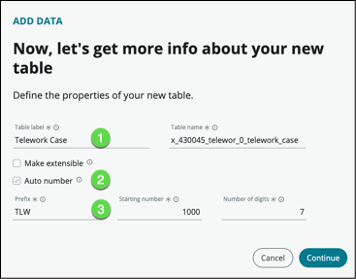 ADD DATA
Now, let's get more info about your new
table
Define the properties of your new table.
Table label * Table name *
1
Telework Case x_430045_telewor_0_telework_case
Make extensible
Auto number 2
Prefix * Starting number * Number of digits *
3
TLW 1000 7
Cancel Continue